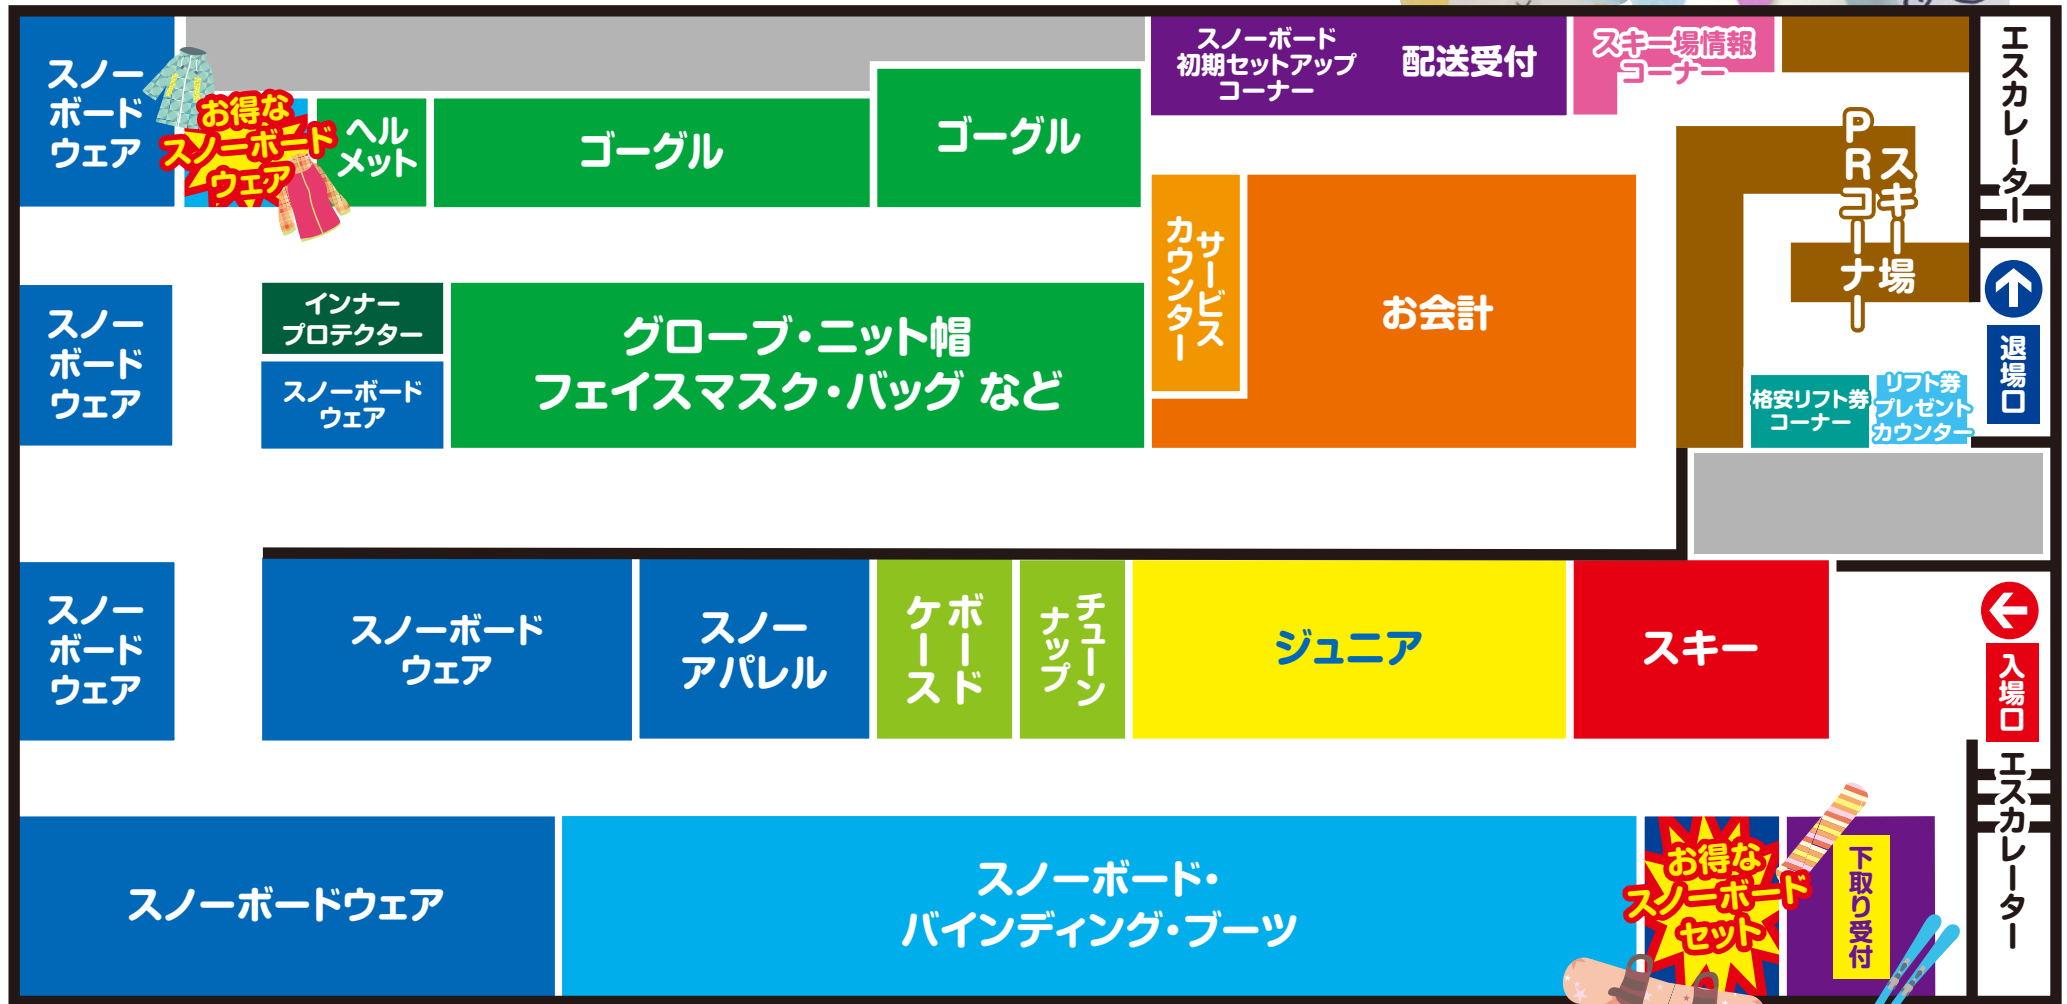 スノー
ボード
ウェア
お得な
スノーボード
ウェア
ヘル
メット
ゴーグル
ゴーグル
スノーボード
初期セットアップ
コーナー
配送受付
スキー場情報
コーナー
エスカレーター
スキー場
PRコーナー
スノー
ボード
ウェア
インナー
プロテクター
スノーボード
ウェア
グローブ・ニット帽
フェイスマスク・バッグ など
サービス
カウンター
お会計
格安リフト券
コーナー
リフト券
プレゼント
カウンター
退場口
スノー
ボード
ウェア
スノーボード
ウェア
スノー
アパレル
ボード
ケース
チューン
ナップ
ジュニア
スキー
入場口
エスカレーター
スノーボードウェア
スノーボード・
バインディング・ブーツ
お得な
スノーボード
セット
下取り受付